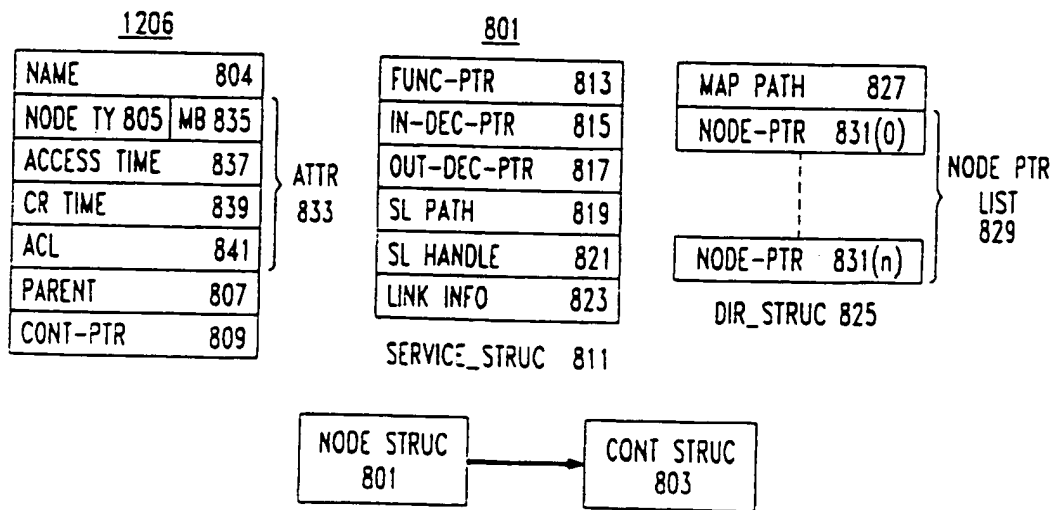 1206
NAME 804
NODE TY 805 MB 835
ACCESS TIME 837
CR TIME 839
ACL 841
PARENT 807
CONT-PTR 809
ATTR
833
801
FUNC-PTR 813
IN-DEC-PTR 815
OUT-DEC-PTR 817
SL PATH 819
SL HANDLE 821
LINK INFO 823
SERVICE_STRUC 811
MAP PATH 827
NODE-PTR 831(0)
NODE-PTR 831(n)
DIR_STRUC 825
NODE PTR
LIST
829
NODE STRUC
801
CONT STRUC
803